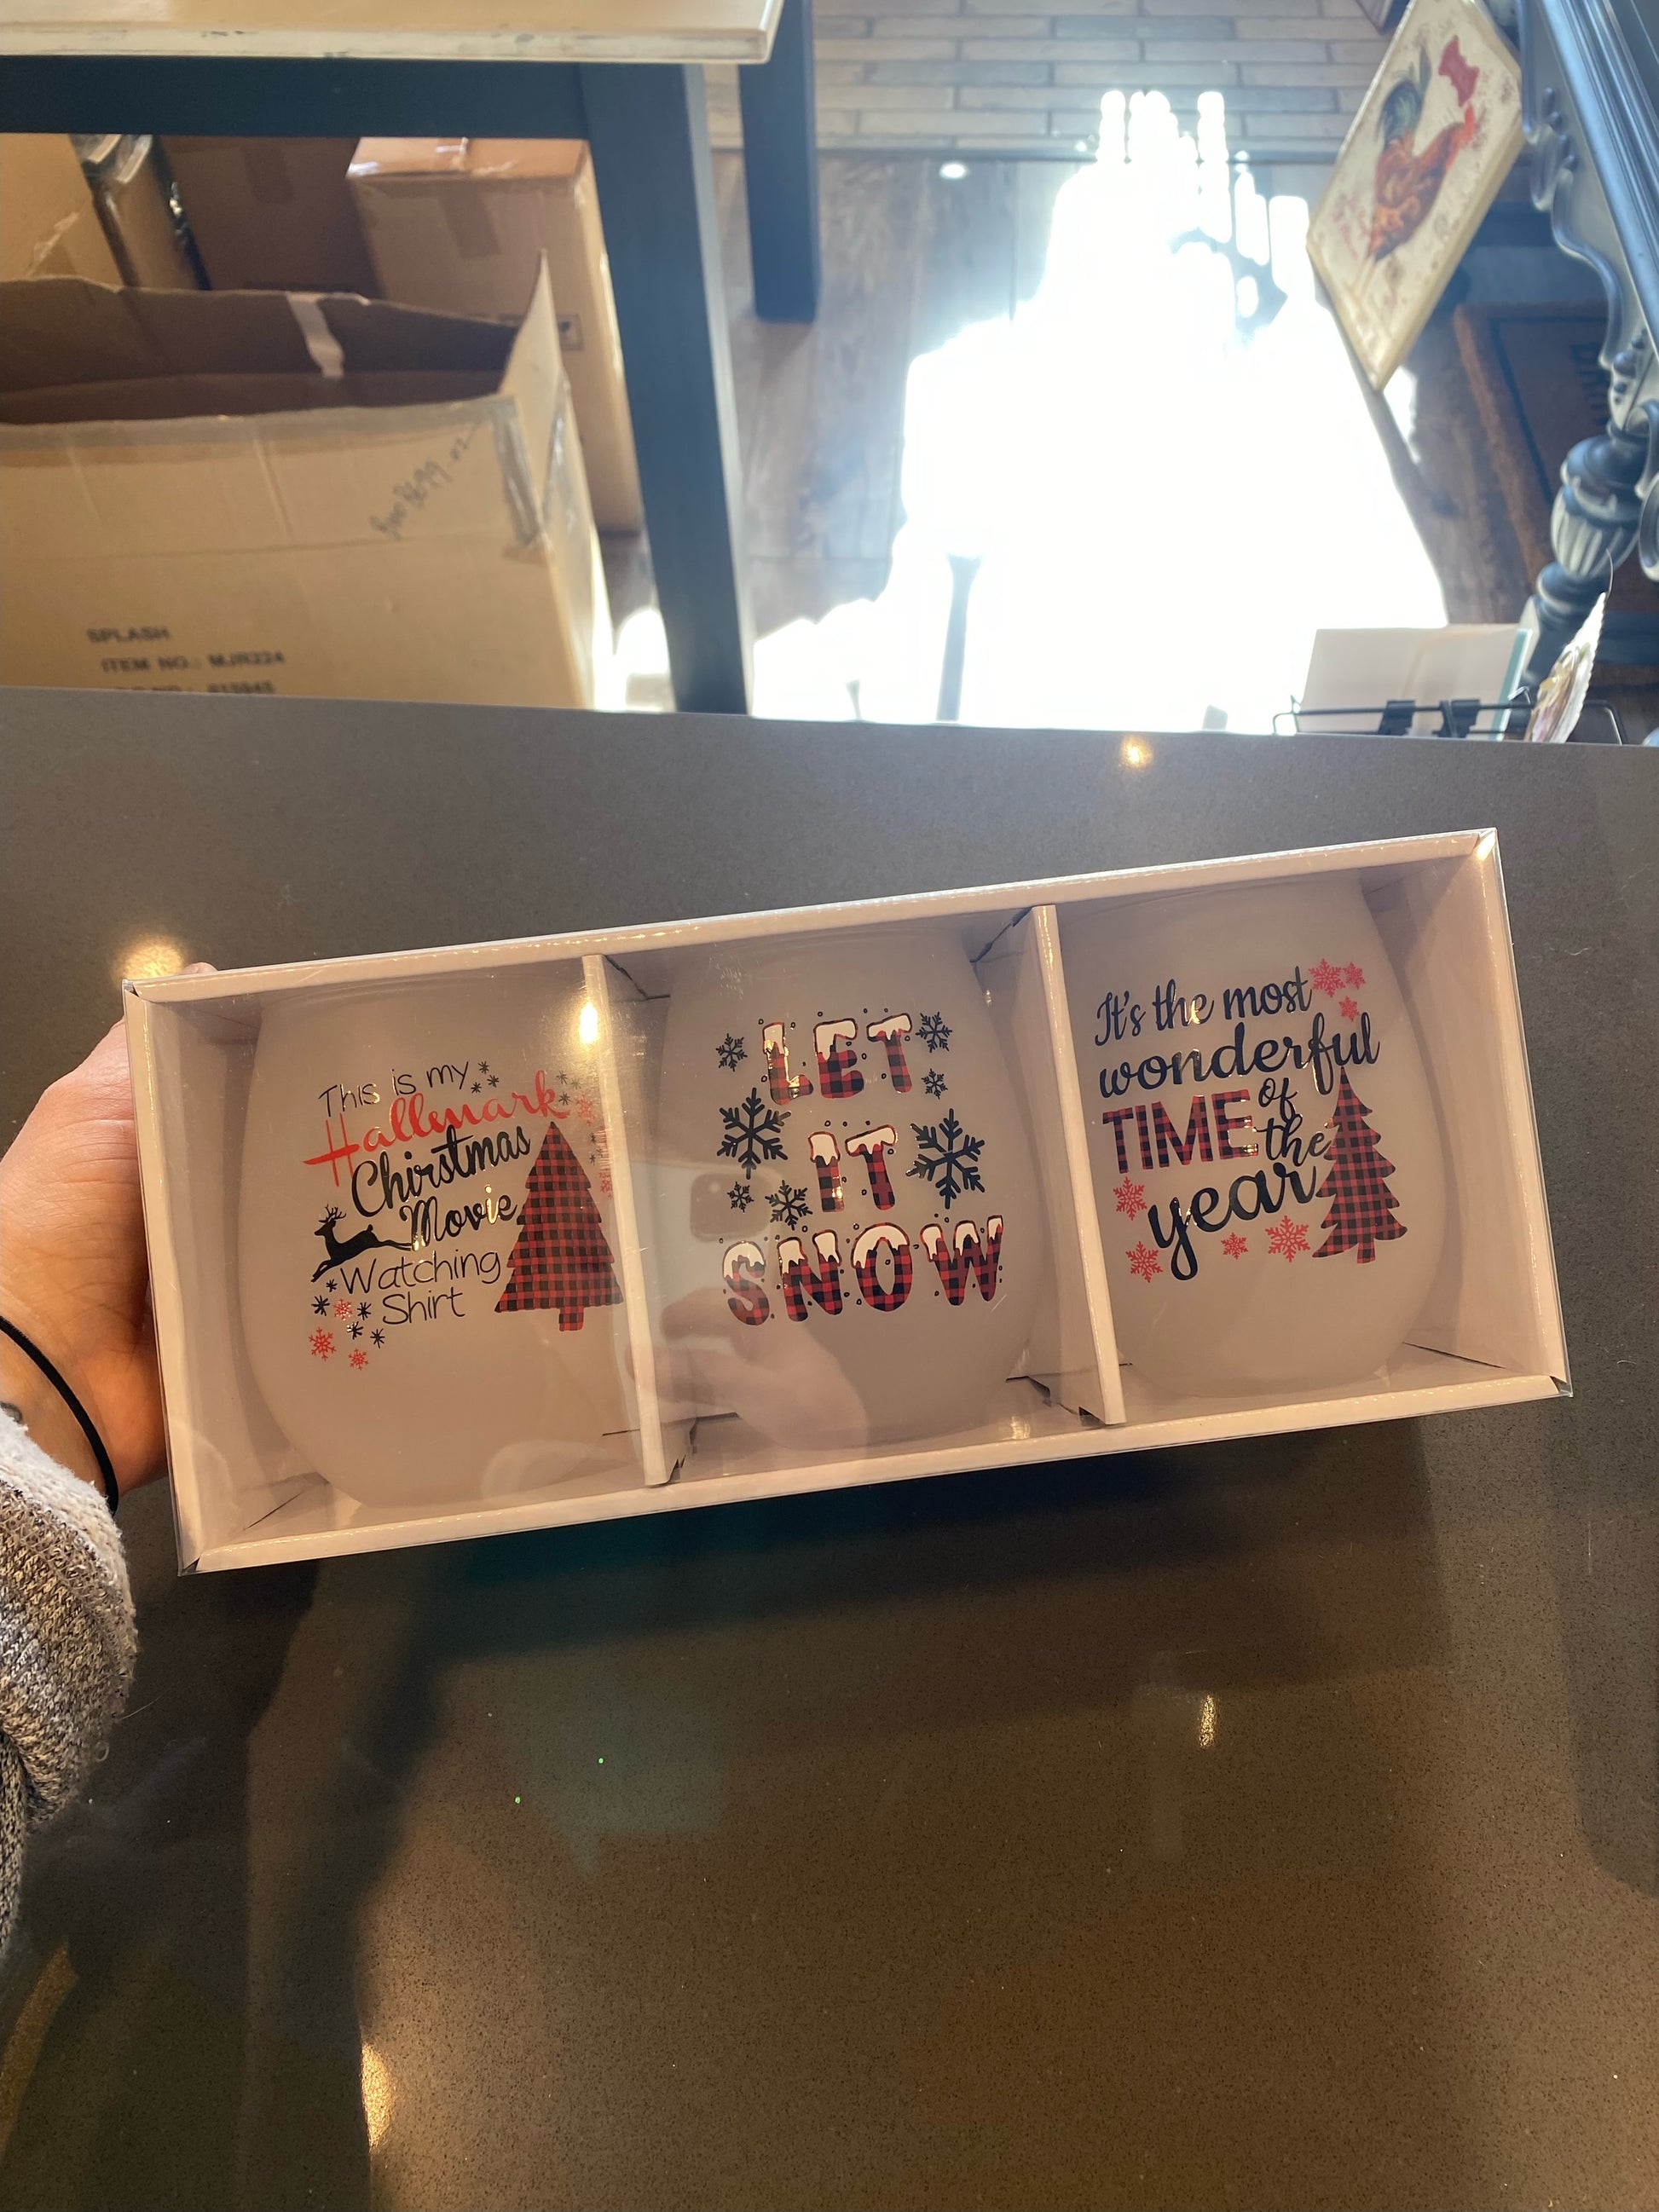 SPLASH
ITEM NO.: MJR224
This is my
Hallmark
Chirstmas
Movie
Watching
Shirt
LET
IT
SNOW
It's the most
wonderful
of
TIME the
year